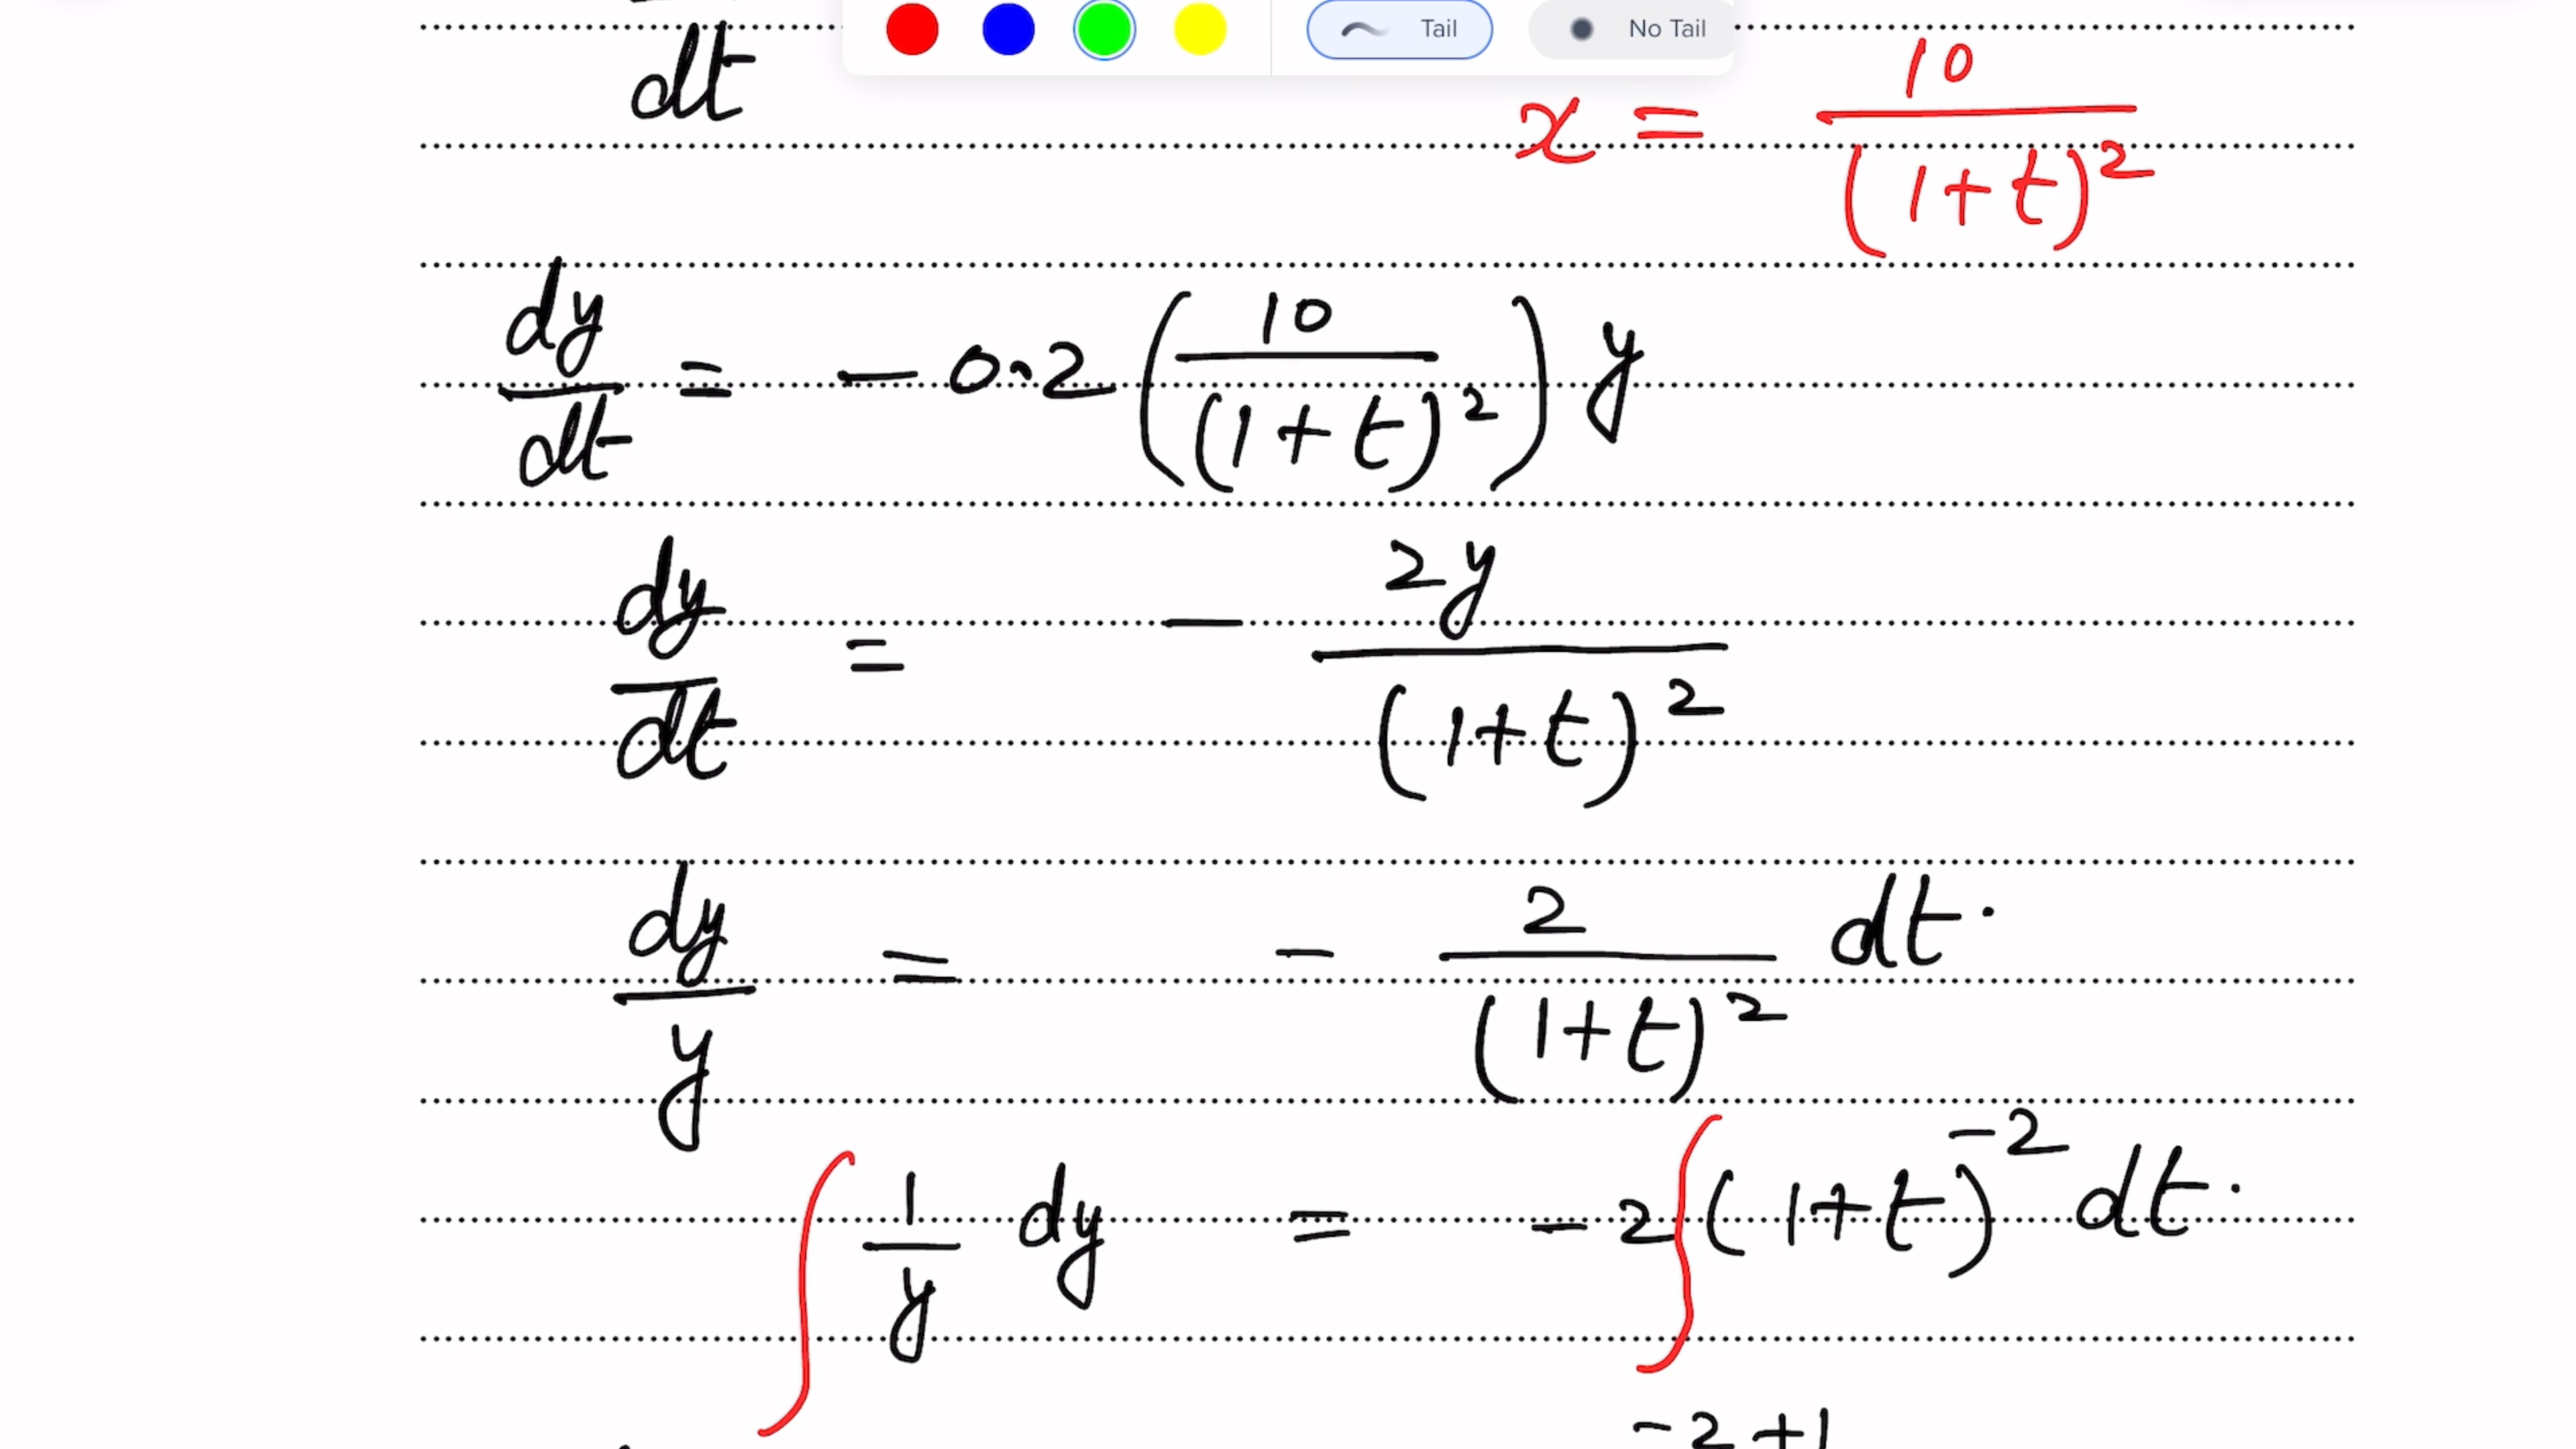 Tail No Tail
dt
x = 10/(1+t)²
dy/dt = -0.2 (10/(1+t)²) y
dy/dt = - 2y/(1+t)²
dy/y = - 2/(1+t)² dt.
∫ 1/y dy = -2 ∫ (1+t)⁻² dt.
-2+1